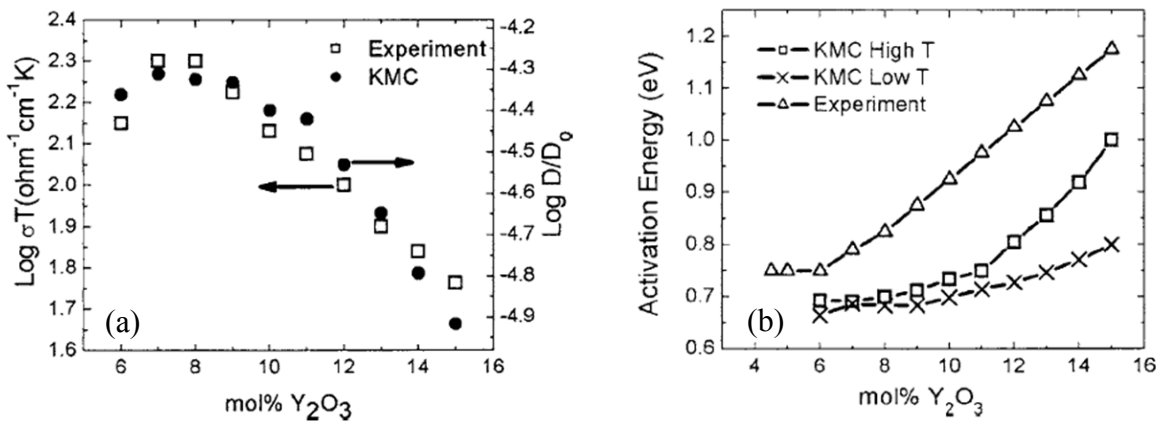 2.4
2.3
2.2
2.1
2.0
1.9
1.8
1.7
1.6
Log σT(ohm⁻¹cm⁻¹K)
Experiment
KMC
(a)
-4.2
-4.3
-4.4
-4.5
-4.6
-4.7
-4.8
-4.9
Log D/D₀
6 8 10 12 14 16
mol% Y₂O₃
1.2
1.1
1.0
0.9
0.8
0.7
0.6
Activation Energy (eV)
KMC High T
KMC Low T
Experiment
(b)
4 6 8 10 12 14 16
mol% Y₂O₃